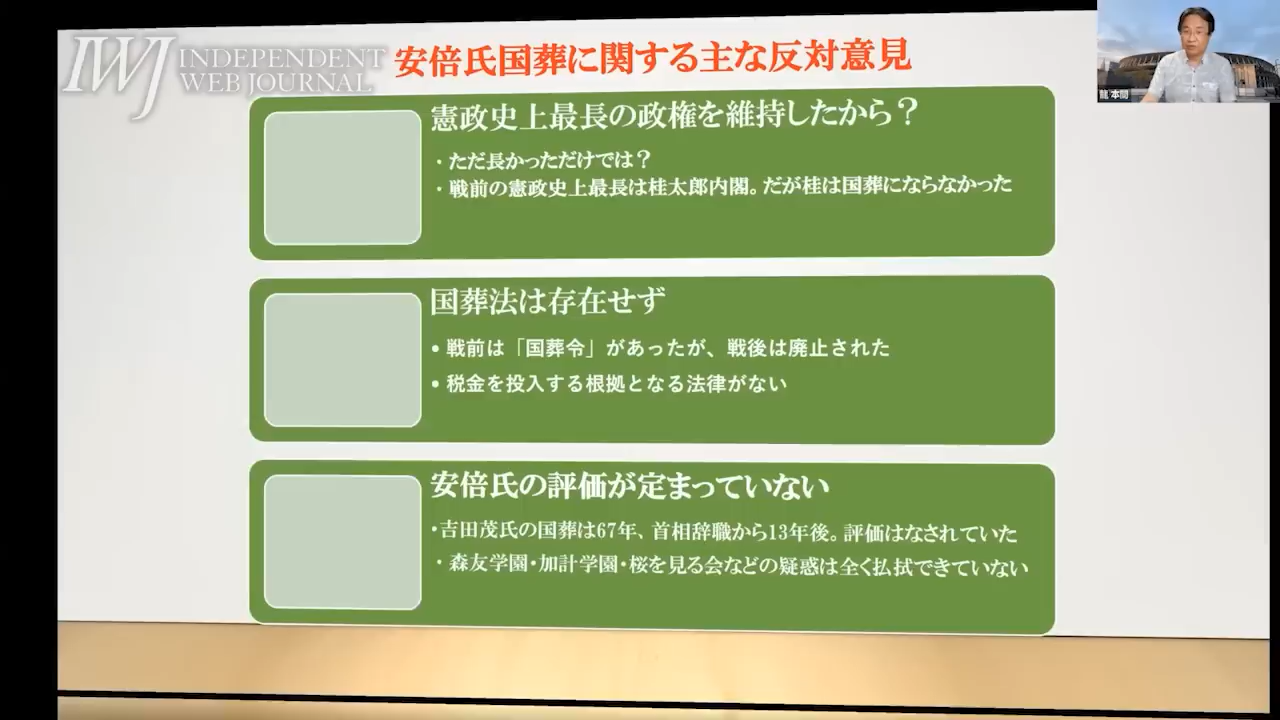 IWJ INDEPENDENT WEB JOURNAL
安倍氏国葬に関する主な反対意見
憲政史上最長の政権を維持したから？
・ただ長かっただけでは？
・戦前の憲政史上最長は桂太郎内閣。だが桂は国葬にならなかった
国葬法は存在せず
• 戦前は「国葬令」があったが、戦後は廃止された
• 税金を投入する根拠となる法律がない
安倍氏の評価が定まっていない
・吉田茂氏の国葬は67年、首相辞職から13年後。評価はなされていた
・森友学園・加計学園・桜を見る会などの疑惑は全く払拭できていない
龍 本間